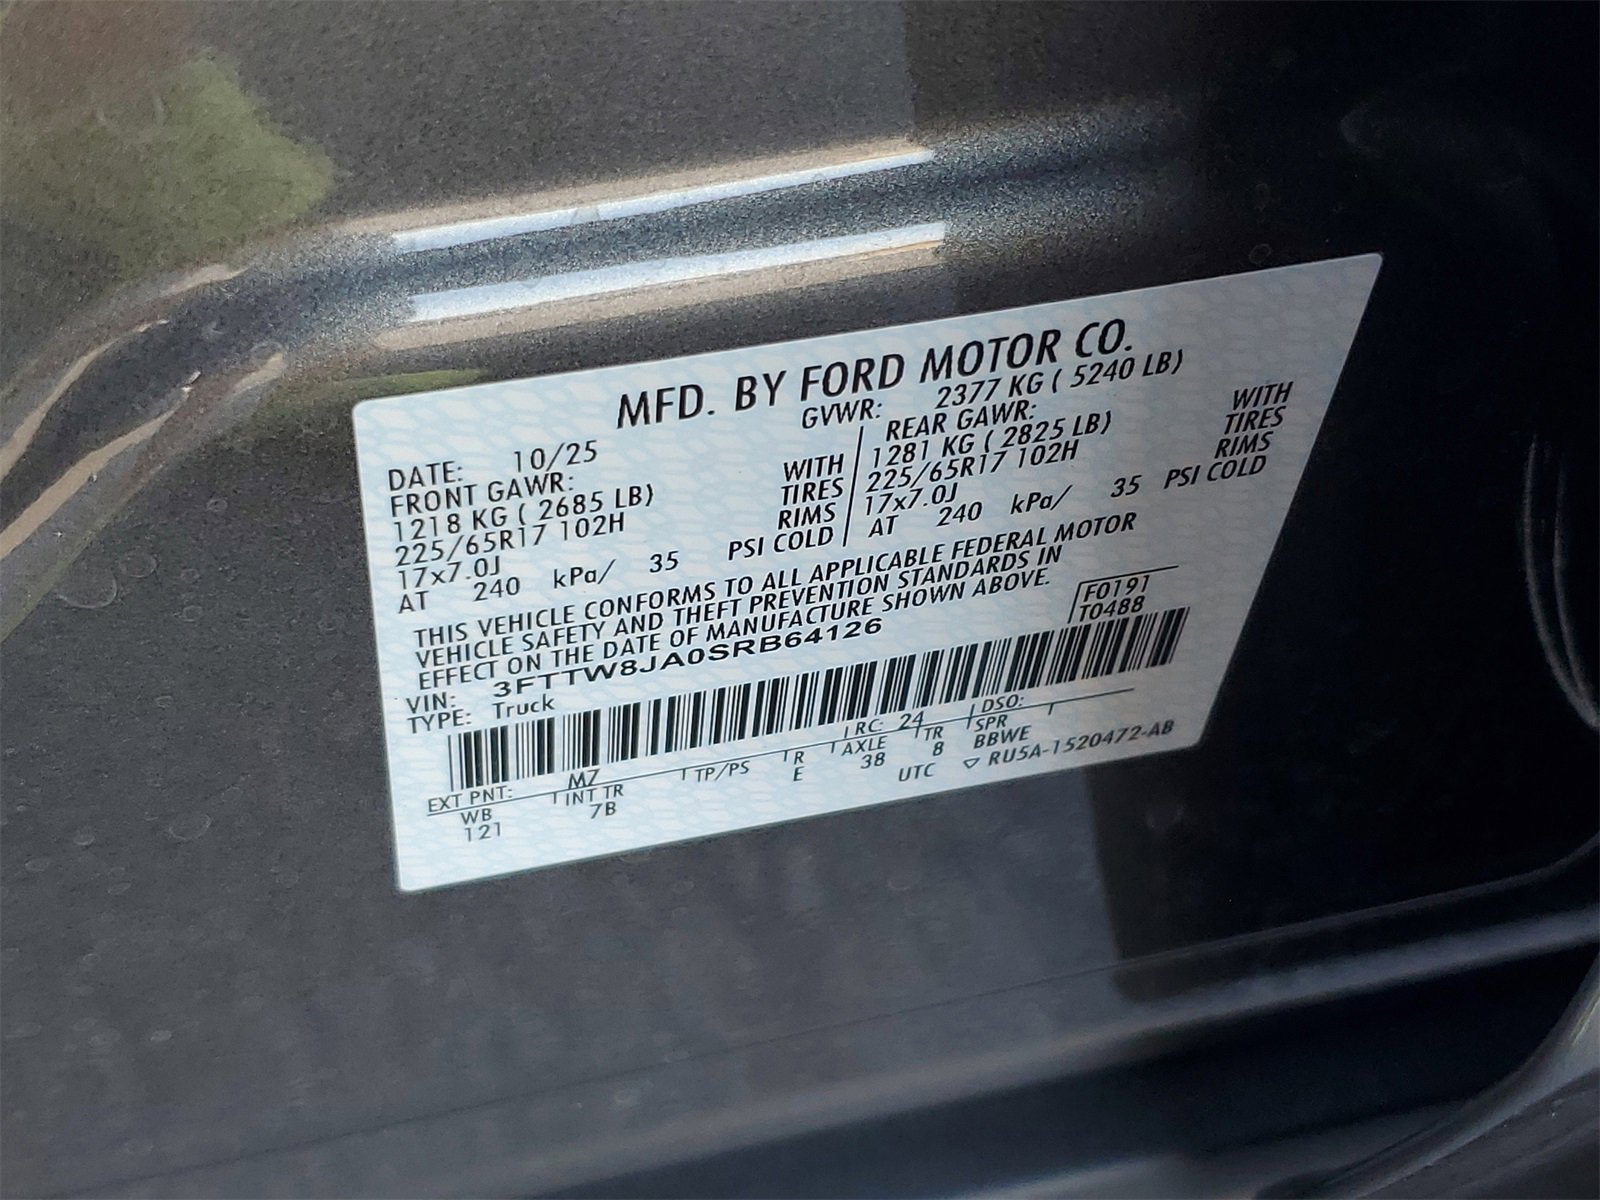 MFD. BY FORD MOTOR CO.
DATE: 10/25 GVWR: 2377 KG ( 5240 LB)
FRONT GAWR: REAR GAWR:
1218 KG ( 2685 LB) WITH 1281 KG ( 2825 LB) WITH
225/65R17 102H TIRES 225/65R17 102H TIRES
17x7.0J RIMS 17x7.0J RIMS
AT 240 kPa/ 35 PSI COLD AT 240 kPa/ 35 PSI COLD
THIS VEHICLE CONFORMS TO ALL APPLICABLE FEDERAL MOTOR
VEHICLE SAFETY AND THEFT PREVENTION STANDARDS IN
EFFECT ON THE DATE OF MANUFACTURE SHOWN ABOVE.
VIN: 3FTTW8JA0SRB64126 F0191
TYPE: Truck T0488
EXT PNT: M7 RC: 24 DSO:
WB INT TR TP/PS R AXLE TR SPR
121 7B E 38 8 BBWE
UTC ▽ RU5A-1520472-AB